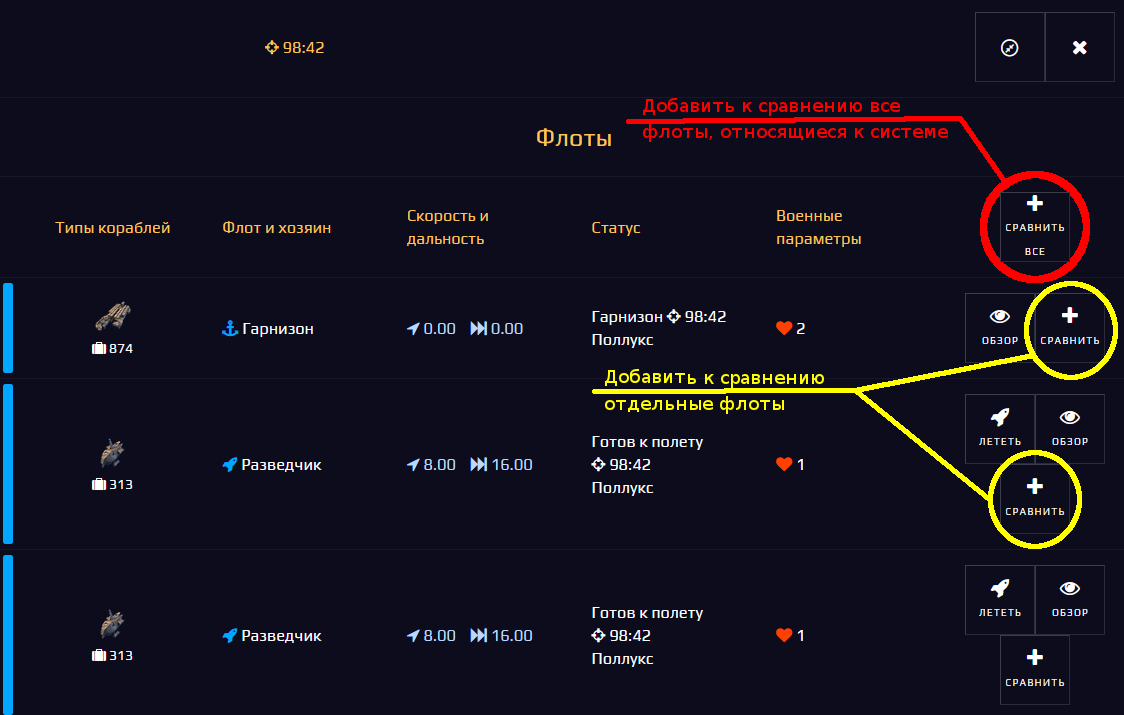 98:42
Добавить к сравнению все
флоты, относящиеся к системе
Флоты
Типы кораблей
Флот и хозяин
Скорость и
дальность
Статус
Военные
параметры
СРАВНИТЬ
ВСЕ
874
Гарнизон
0.00 0.00
Гарнизон 98:42
Поллукс
2
ОБЗОР
СРАВНИТЬ
Добавить к сравнению
отдельные флоты
313
Разведчик
8.00 16.00
Готов к полету
98:42
Поллукс
1
ЛЕТЕТЬ
ОБЗОР
СРАВНИТЬ
313
Разведчик
8.00 16.00
Готов к полету
98:42
Поллукс
1
ЛЕТЕТЬ
ОБЗОР
СРАВНИТЬ